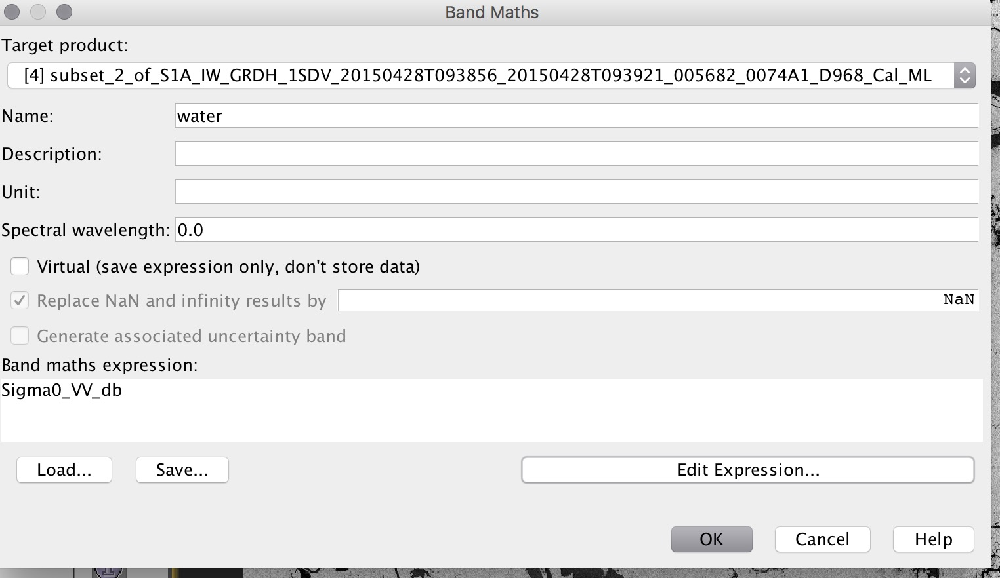 Band Maths
Target product:
[4] subset_2_of_S1A_IW_GRDH_1SDV_20150428T093856_20150428T093921_005682_0074A1_D968_Cal_ML
Name: water
Description:
Unit:
Spectral wavelength: 0.0
Virtual (save expression only, don't store data)
Replace NaN and infinity results by NaN
Generate associated uncertainty band
Band maths expression:
Sigma0_VV_db
Load... Save... Edit Expression...
OK Cancel Help